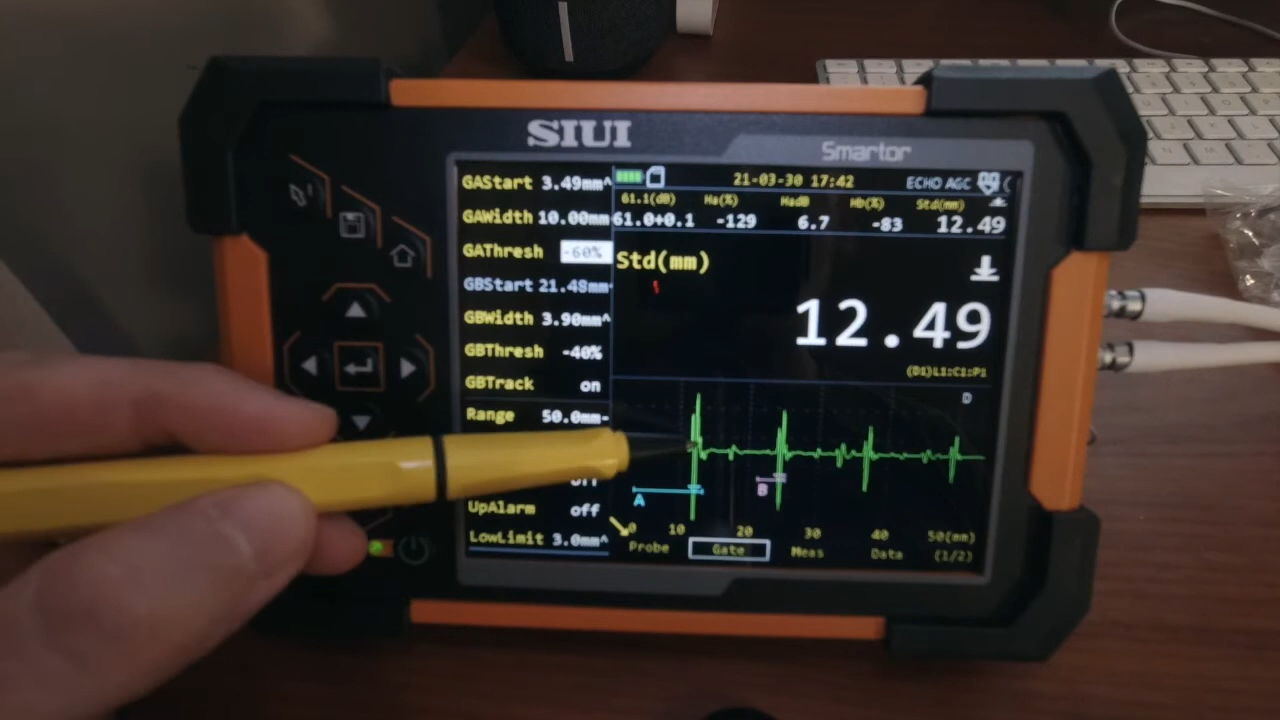 SIUI
Smartor
21-03-30 17:42 ECHO AGC
61.1(dB) Ha(%) HadB Hb(%) Std(mm)
61.0+0.1 -129 6.7 -83 12.49
GAStart 3.49mm^
GAWidth 10.00mm
GAThresh -60%
GBStart 21.48mm
GBWidth 3.90mm^
GBThresh -40%
GBTrack on
Range 50.0mm-
off
UpAlarm off
LowLimit 3.0mm^
Std(mm)
12.49
(D1)L1:C1:P1
D
A
B
0 10 20 30 40 50(mm)
Probe Gate Meas Data (1/2)